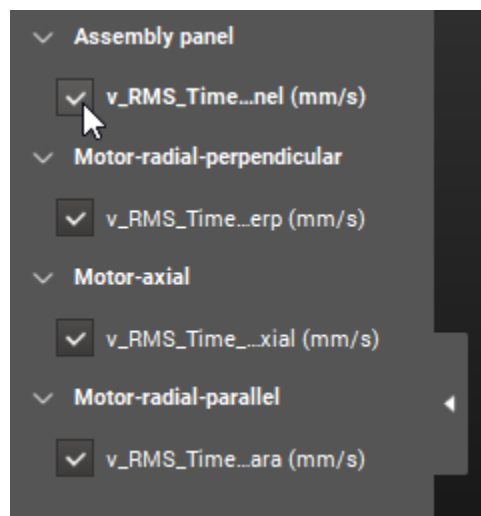 Assembly panel
v_RMS_Time...nel (mm/s)
Motor-radial-perpendicular
v_RMS_Time...erp (mm/s)
Motor-axial
v_RMS_Time_...xial (mm/s)
Motor-radial-parallel
v_RMS_Time...ara (mm/s)